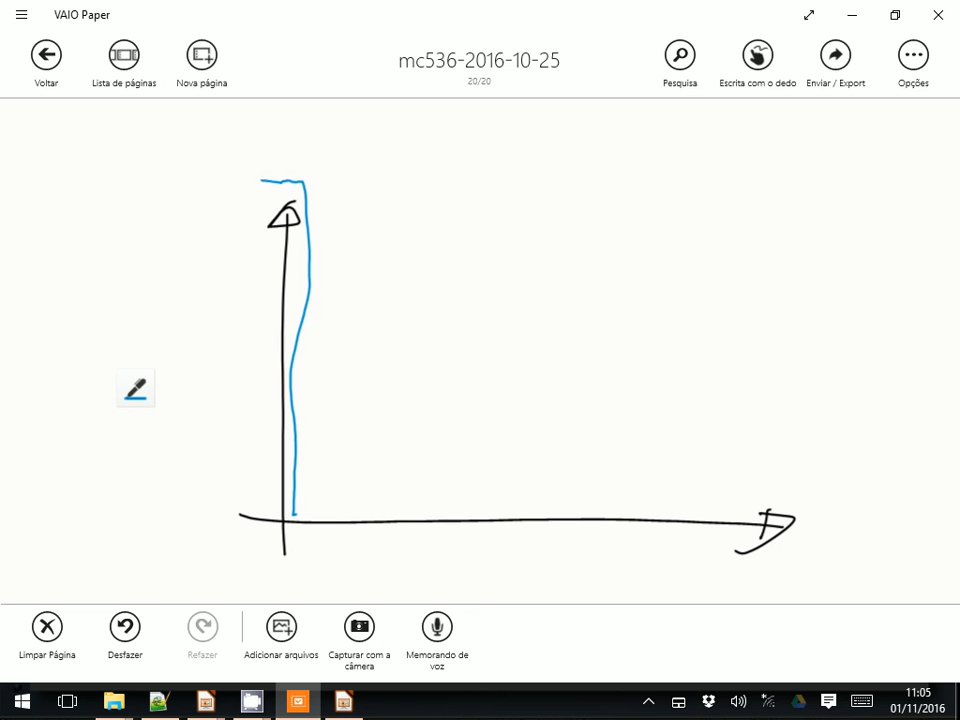 VAIO Paper
Voltar
Lista de páginas
Nova página
mc536-2016-10-25
20/20
Pesquisa
Escrita com o dedo
Enviar / Export
Opções
Limpar Página
Desfazer
Refazer
Adicionar arquivos
Capturar com a
câmera
Memorando de
voz
11:05
01/11/2016